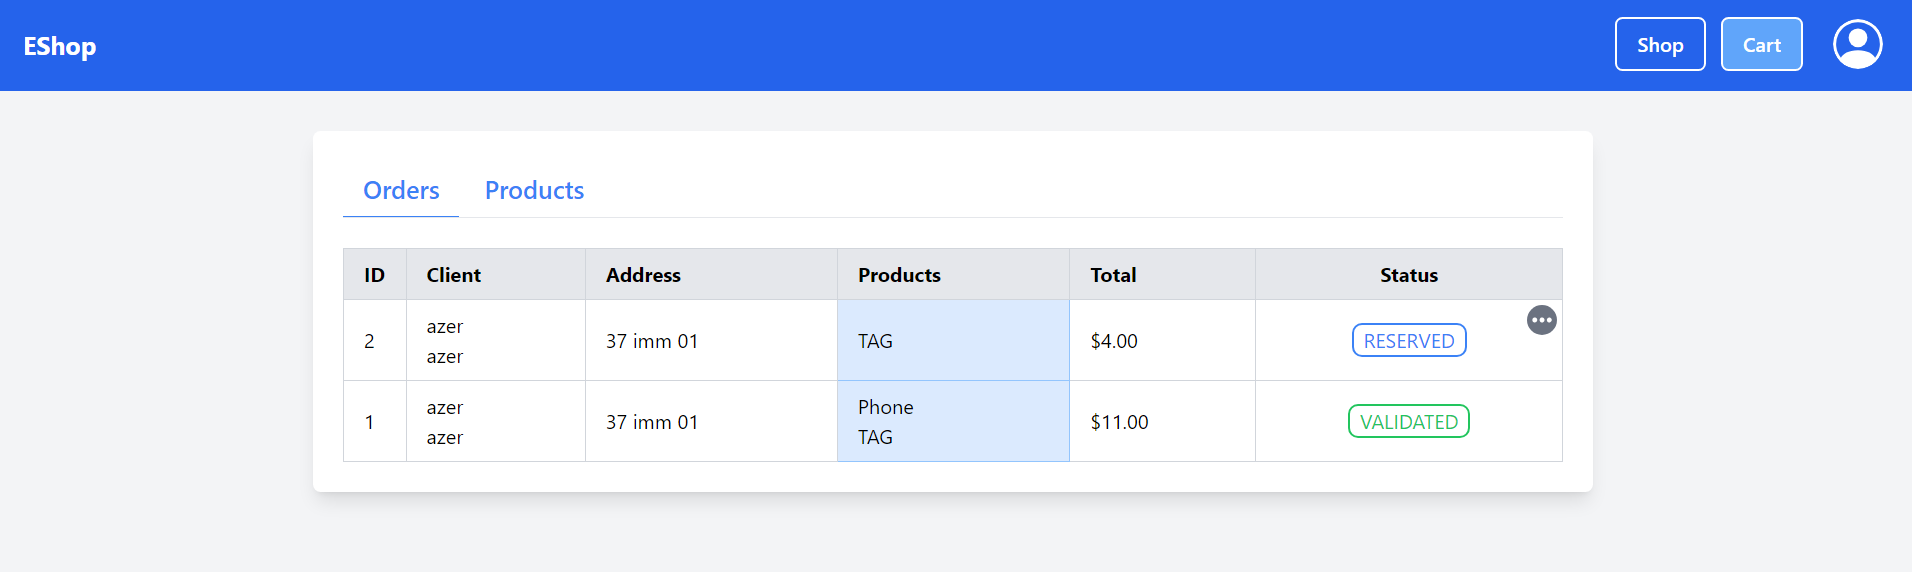 EShop
Shop
Cart
Orders
Products
ID
Client
Address
Products
Total
Status
2
azer
azer
37 imm 01
TAG
$4.00
RESERVED
1
azer
azer
37 imm 01
Phone
TAG
$11.00
VALIDATED